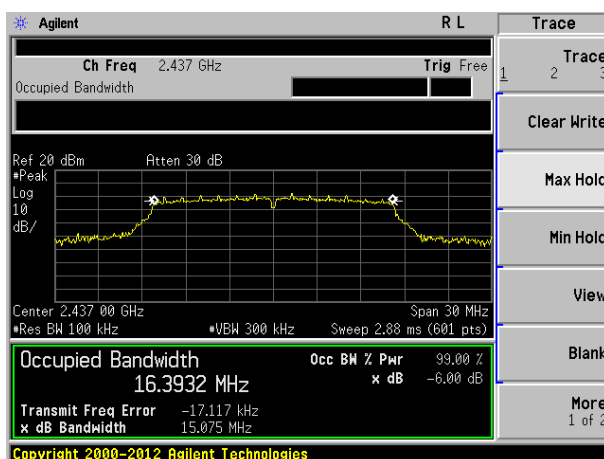 Agilent R L Trace
Ch Freq 2.437 GHz Trig Free
Occupied Bandwidth
Trace
1 2 3
Clear Write
Max Hold
Min Hold
View
Blank
More
1 of 2
Ref 20 dBm Atten 30 dB
#Peak
Log
10
dB/
Center 2.437 00 GHz Span 30 MHz
#Res BW 100 kHz #VBW 300 kHz Sweep 2.88 ms (601 pts)
Occupied Bandwidth Occ BW % Pwr 99.00 %
16.3932 MHz x dB -6.00 dB
Transmit Freq Error -17.117 kHz
x dB Bandwidth 15.075 MHz
Copyright 2000-2012 Agilent Technologies